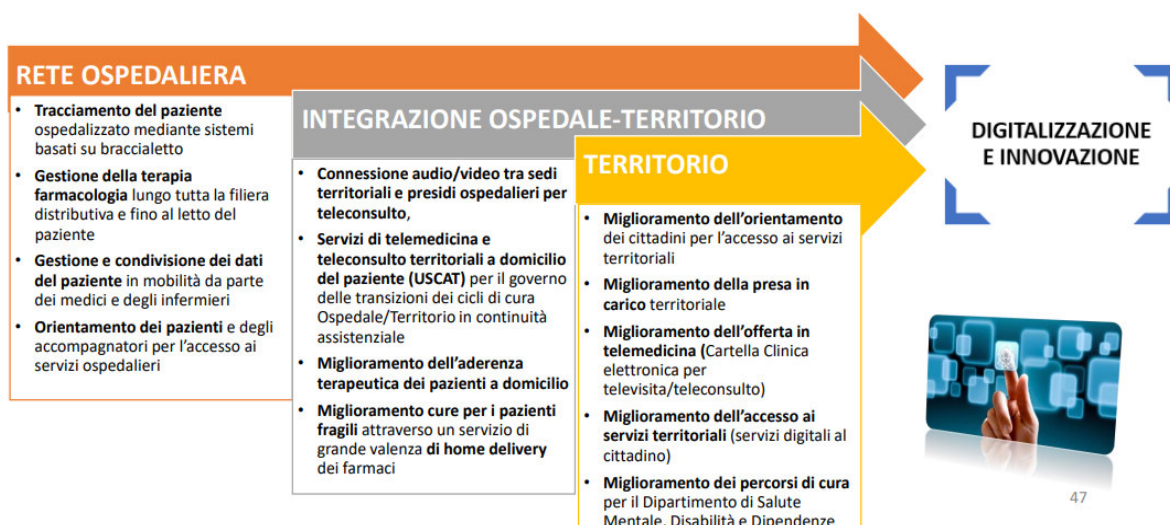 RETE OSPEDALIERA
• Tracciamento del paziente
ospedalizzato mediante sistemi
basati su braccialetto
• Gestione della terapia
farmacologia lungo tutta la filiera
distributiva e fino al letto del
paziente
• Gestione e condivisione dei dati
del paziente in mobilità da parte
dei medici e degli infermieri
• Orientamento dei pazienti e degli
accompagnatori per l'accesso ai
servizi ospedalieri
INTEGRAZIONE OSPEDALE-TERRITORIO
• Connessione audio/video tra sedi
territoriali e presidi ospedalieri per
teleconsulto,
• Servizi di telemedicina e
teleconsulto territoriali a domicilio
del paziente (USCAT) per il governo
delle transizioni dei cicli di cura
Ospedale/Territorio in continuità
assistenziale
• Miglioramento dell'aderenza
terapeutica dei pazienti a domicilio
• Miglioramento cure per i pazienti
fragili attraverso un servizio di
grande valenza di home delivery
dei farmaci
TERRITORIO
• Miglioramento dell'orientamento
dei cittadini per l'accesso ai servizi
territoriali
• Miglioramento della presa in
carico territoriale
• Miglioramento dell'offerta in
telemedicina (Cartella Clinica
elettronica per
televisita/teleconsulto)
• Miglioramento dell'accesso ai
servizi territoriali (servizi digitali al
cittadino)
• Miglioramento dei percorsi di cura
per il Dipartimento di Salute
Mentale, Disabilità e Dipendenze
DIGITALIZZAZIONE
E INNOVAZIONE
47